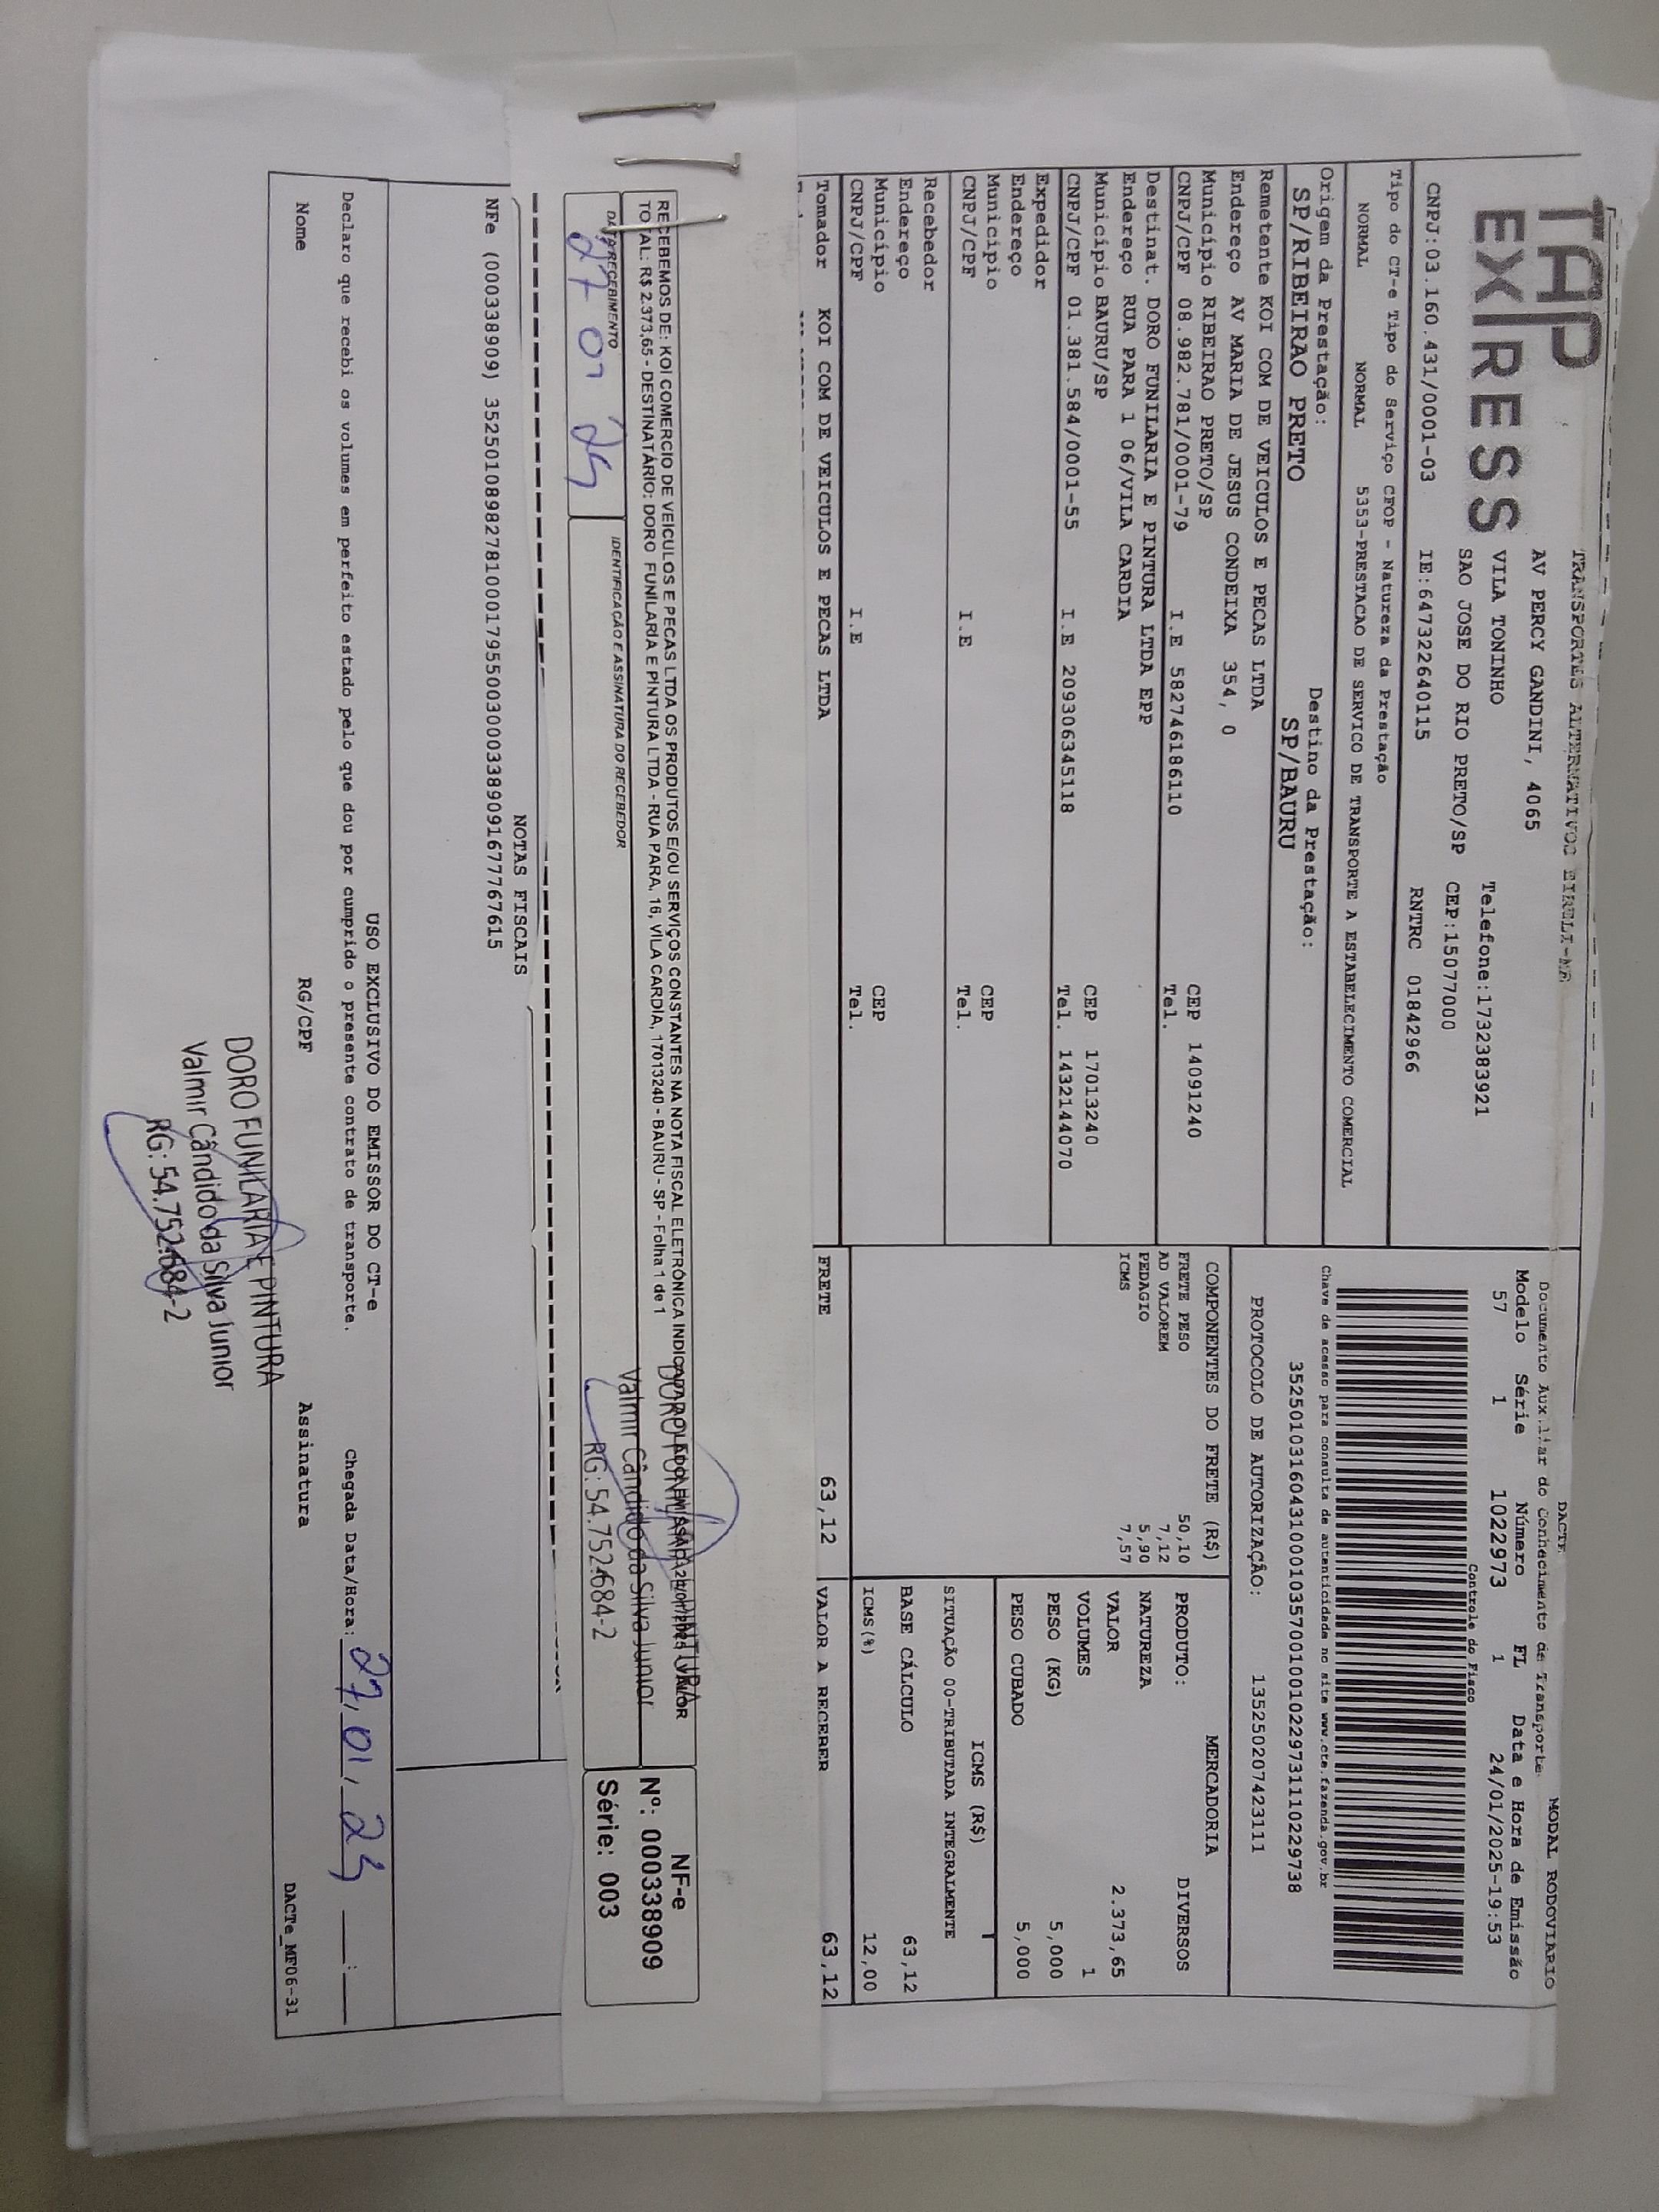 TAP
EXPRESS
TRANSPORTES ALTERNATIVOS EIRELI-ME
AV PERCY GANDINI, 4065
VILA TONINHO
Telefone:1732383921
SAO JOSE DO RIO PRETO/SP CEP:15077000
CNPJ:03.160.431/0001-03 IE:647322640115 RNTRC 01842966
DACTE
MODAL RODOVIARIO
Documento Auxiliar do Conhecimento de Transporte
Modelo Série Número FL Data e Hora de Emissão
57 1 1022973 1 24/01/2025-19:53
Controle do Fisco
Chave de acesso para consulta de autenticidade no site www.cte.fazenda.gov.br
PROTOCOLO DE AUTORIZAÇÃO: 135250207423111
Tipo do CT-e Tipo do Serviço CFOP - Natureza da Prestação
NORMAL NORMAL 5353-PRESTACAO DE SERVICO DE TRANSPORTE A ESTABELECIMENTO COMERCIAL
Origem da Prestação: Destino da Prestação:
SP/RIBEIRAO PRETO SP/BAURU
Remetente KOI COM DE VEICULOS E PECAS LTDA
Endereço AV MARIA DE JESUS CONDEIXA 354, 0
Município RIBEIRAO PRETO/SP CEP 14091240
CNPJ/CPF 08.982.781/0001-79 I.E 582746186110 Tel.
Destinat. DORO FUNILARIA E PINTURA LTDA EPP
Endereço RUA PARA 1 06/VILA CARDIA
Município BAURU/SP CEP 17013240
CNPJ/CPF 01.381.584/0001-55 I.E 209306345118 Tel. 1432144070
Expedidor
Endereço
Município CEP
CNPJ/CPF I.E Tel.
Recebedor
Endereço
Município CEP
CNPJ/CPF I.E Tel.
Tomador KOI COM DE VEICULOS E PECAS LTDA
COMPONENTES DO FRETE (R$)
FRETE PESO 50,10
AD VALOREM 7,12
PEDAGIO 5,90
ICMS 7,57
FRETE 63,12
MERCADORIA
PRODUTO: DIVERSOS
NATUREZA
VALOR 2.373,65
VOLUMES 1
PESO (KG) 5,000
PESO CUBADO 5,000
ICMS (R$)
SITUAÇÃO 00-TRIBUTADA INTEGRALMENTE
BASE CÁLCULO 63,12
ICMS(%) 12,00
VALOR A RECEBER 63,12
RECEBEMOS DE: KOI COMERCIO DE VEÍCULOS E PECAS LTDA OS PRODUTOS E/OU SERVIÇOS CONSTANTES NA NOTA FISCAL ELETRÔNICA
TOTAL: R$ 2.373,65 - DESTINATÁRIO: DORO FUNILARIA E PINTURA LTDA - RUA PARA, 16, VILA CARDIA, 17013240 - BAURU - SP - Folha 1 de 1
DATA RECEBIMENTO
27 01 25
IDENTIFICAÇÃO E ASSINATURA DO RECEBEDOR
DORO FUNILARIA E PINTURA
Valmir Cândido da Silva Junior
RG: 54.752.684-2
NF-e
Nº: 000338909
Série: 003
NOTAS FISCAIS
NFe (000338909)
USO EXCLUSIVO DO EMISSOR DO CT-e
Declaro que recebi os volumes em perfeito estado pelo que dou por cumprido o presente contrato de transporte. Chegada Data/Hora: 27, 01, 25 __:__
Nome RG/CPF Assinatura
DACTe_MF06-31
DORO FUNILARIA E PINTURA
Valmir Cândido da Silva Junior
RG: 54.752.684-2